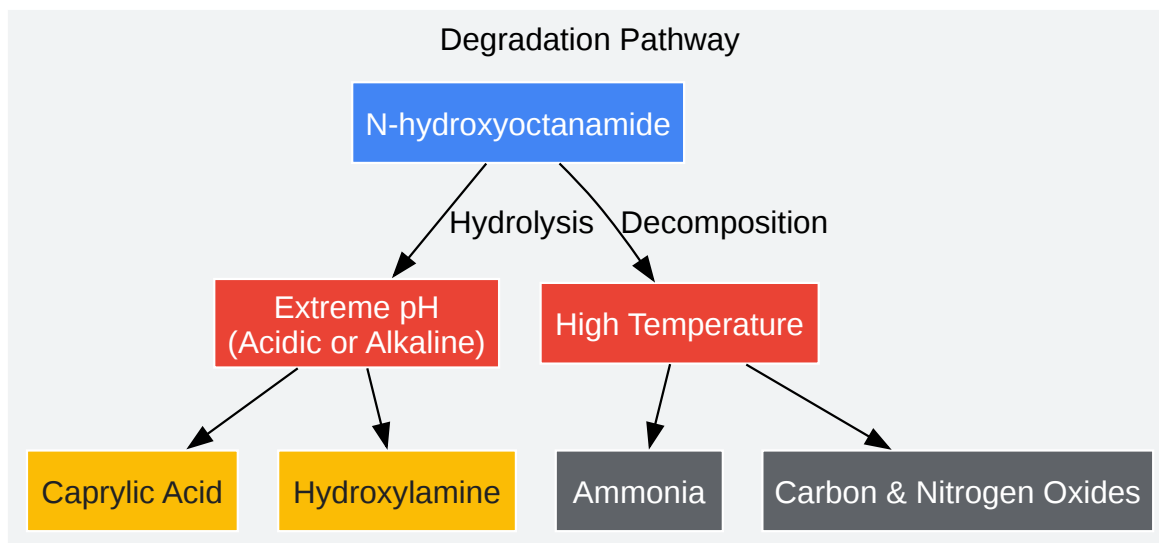 Degradation Pathway
N-hydroxyoctanamide
Hydrolysis
Decomposition
Extreme pH
(Acidic or Alkaline)
High Temperature
Caprylic Acid
Hydroxylamine
Ammonia
Carbon & Nitrogen Oxides